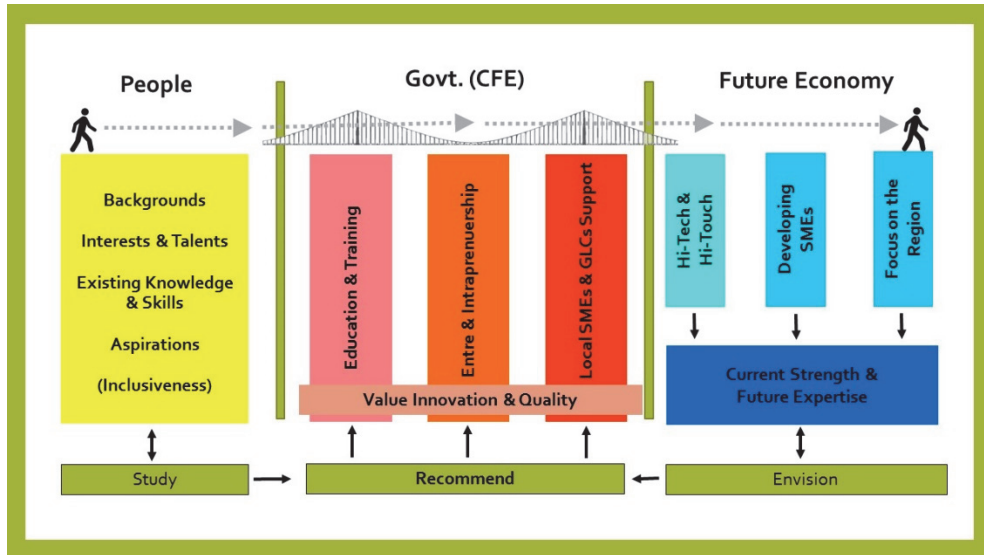 People
Govt. (CFE)
Future Economy
Backgrounds
Interests & Talents
Existing Knowledge
& Skills
Aspirations
(Inclusiveness)
Education & Training
Entre & Intraprenuership
Local SMEs & GLCs Support
Value Innovation & Quality
Hi-Tech &
Hi-Touch
Developing
SMEs
Focus on the
Region
Current Strength &
Future Expertise
Study
Recommend
Envision